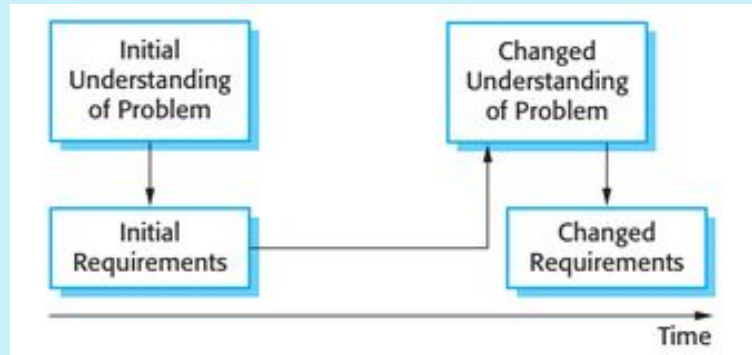 Initial
Understanding
of Problem
Changed
Understanding
of Problem
Initial
Requirements
Changed
Requirements
Time